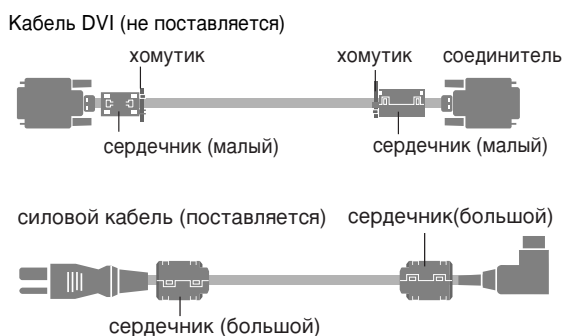 Кабель DVI (не поставляется)
хомутик
хомутик
соединитель
сердечник (малый)
сердечник (малый)
силовой кабель (поставляется)
сердечник(большой)
сердечник (большой)